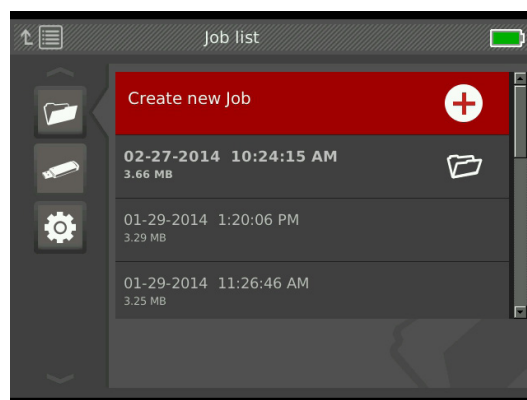 Job list
Create new Job
02-27-2014 10:24:15 AM
3.66 MB
01-29-2014 1:20:06 PM
3.29 MB
01-29-2014 11:26:46 AM
3.25 MB